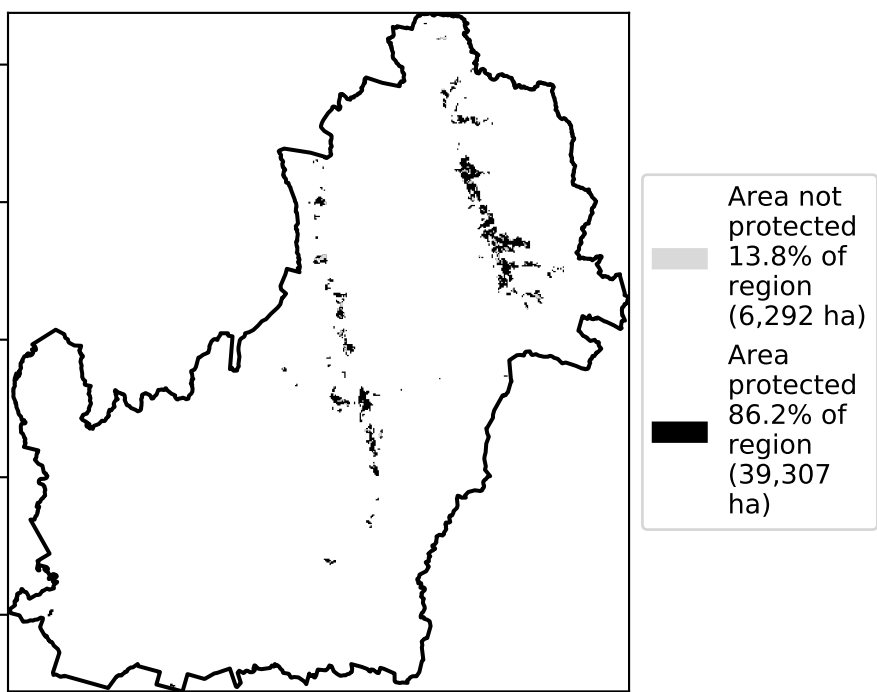 Area not
protected
13.8% of
region
(6,292 ha)
Area
protected
86.2% of
region
(39,307
ha)